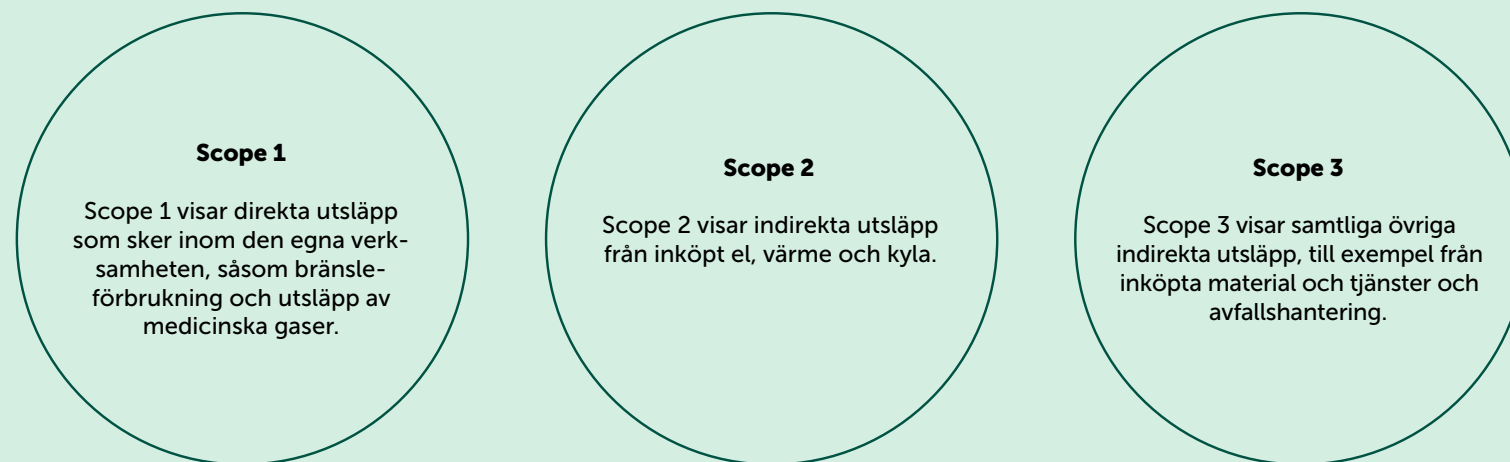 Scope 1
Scope 1 visar direkta utsläpp
som sker inom den egna verk-
samheten, såsom bränsle-
förbrukning och utsläpp av
medicinska gaser.
Scope 2
Scope 2 visar indirekta utsläpp
från inköpt el, värme och kyla.
Scope 3
Scope 3 visar samtliga övriga
indirekta utsläpp, till exempel från
inköpta material och tjänster och
avfallshantering.